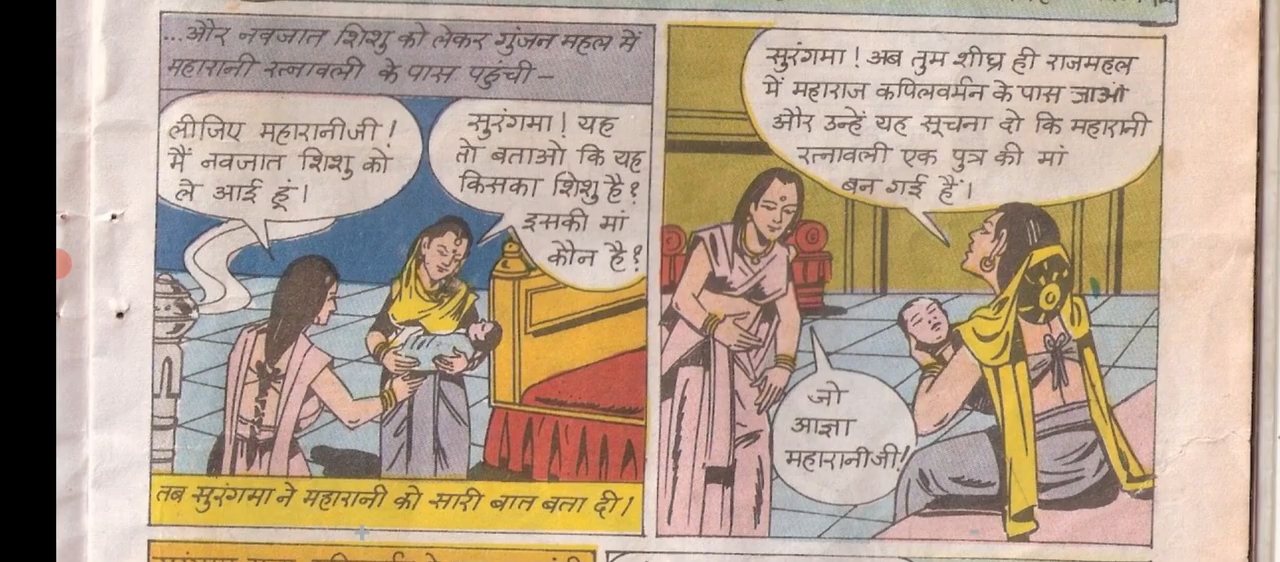 ...और नवजात शिशु को लेकर गुंजन महल में
महारानी रत्नावली के पास पहुंची -
लीजिए महारानीजी!
मैं नवजात शिशु को
ले आई हूं।
सुरंगमा! यह
तो बताओ कि यह
किसका शिशु है?
इसकी मां
कौन है?
तब सुरंगमा ने महारानी को सारी बात बता दी।
सुरंगमा! अब तुम शीघ्र ही राजमहल
में महाराज कपिलवर्मन के पास जाओ
और उन्हें यह सूचना दो कि महारानी
रत्नावली एक पुत्र की मां
बन गई हैं।
जो
आज्ञा
महारानीजी!